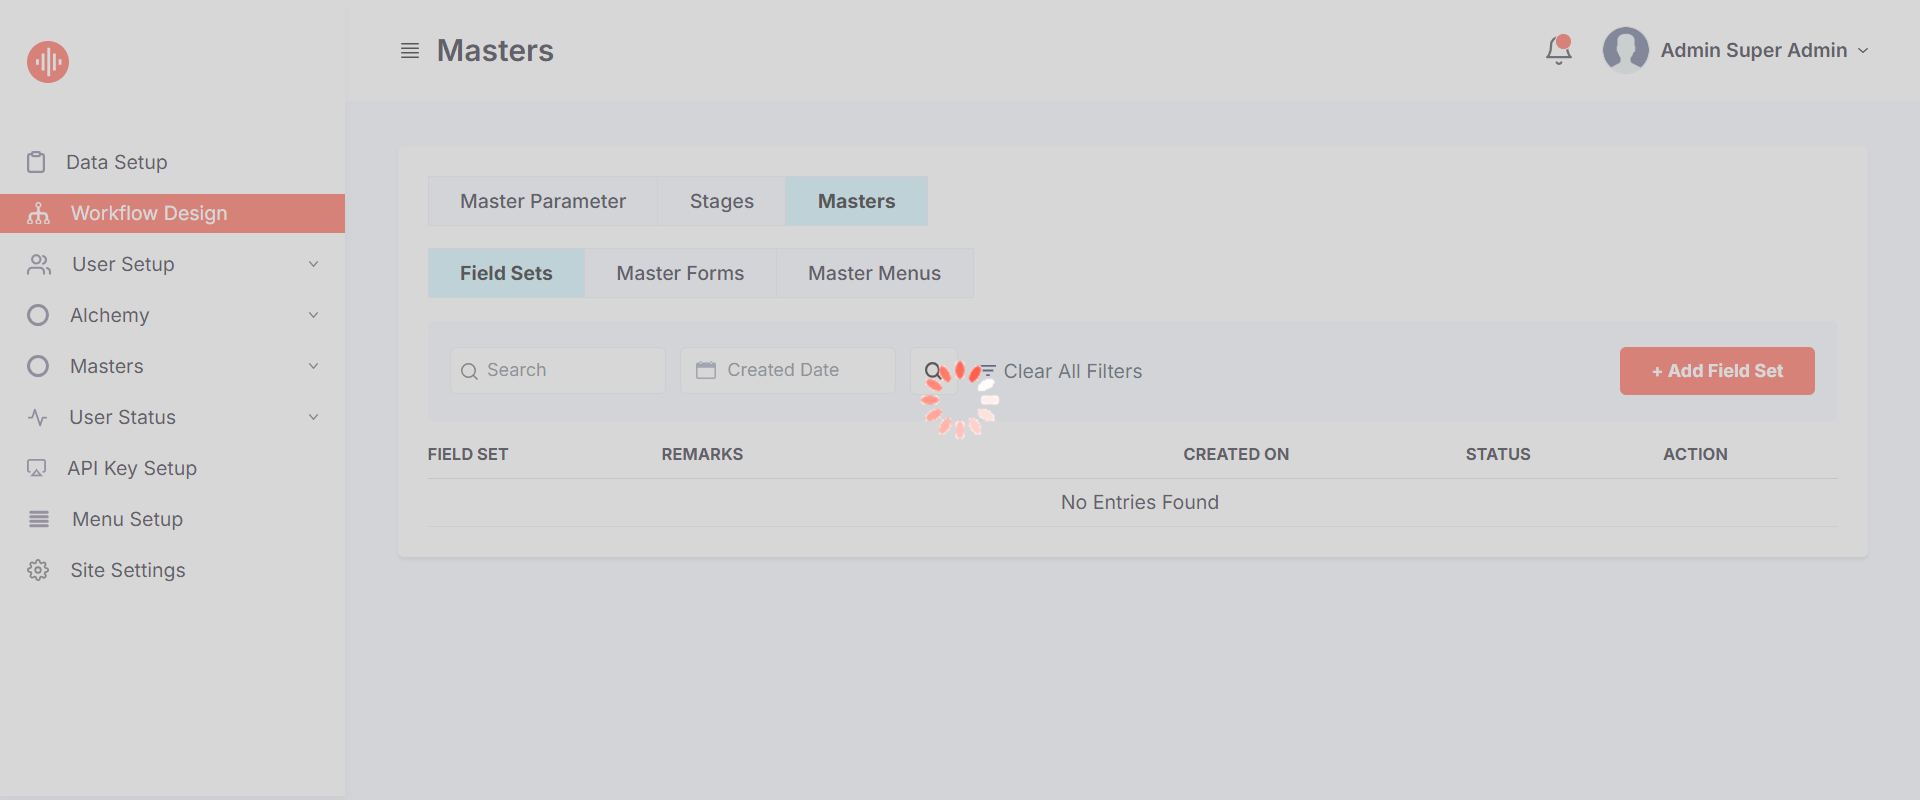 Masters
Admin Super Admin
Data Setup
Workflow Design
User Setup
Alchemy
Masters
User Status
API Key Setup
Menu Setup
Site Settings
Master Parameter Stages Masters
Field Sets Master Forms Master Menus
Search Created Date Clear All Filters + Add Field Set
FIELD SET REMARKS CREATED ON STATUS ACTION
No Entries Found